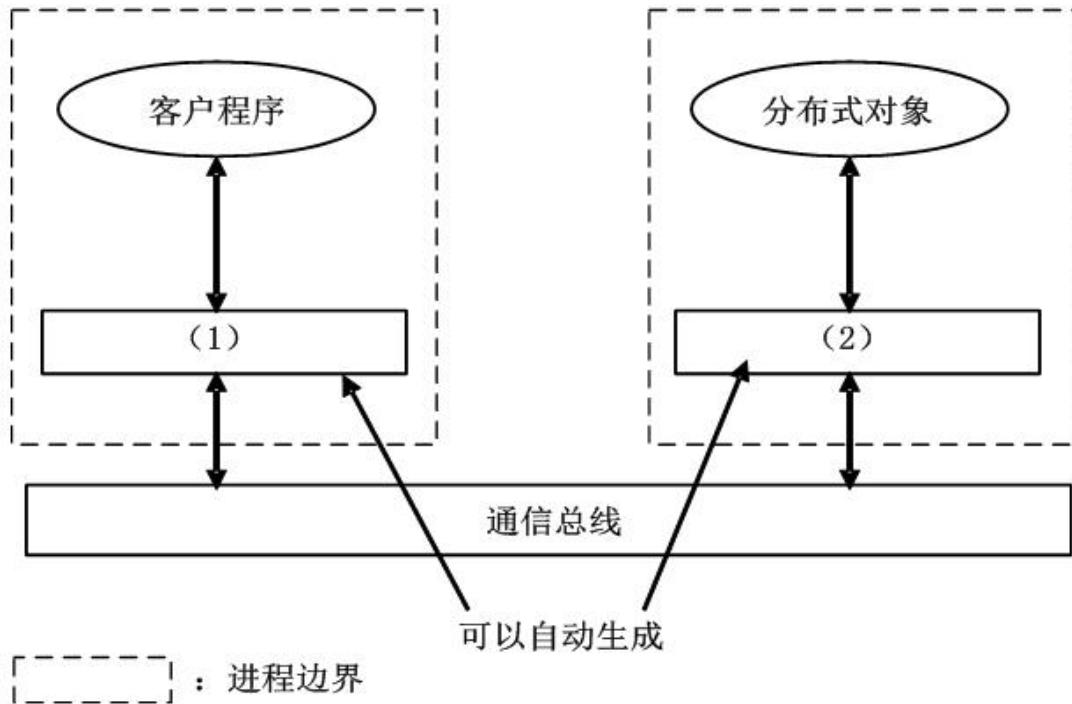 客户程序
分布式对象
（1）
（2）
通信总线
可以自动生成
：进程边界